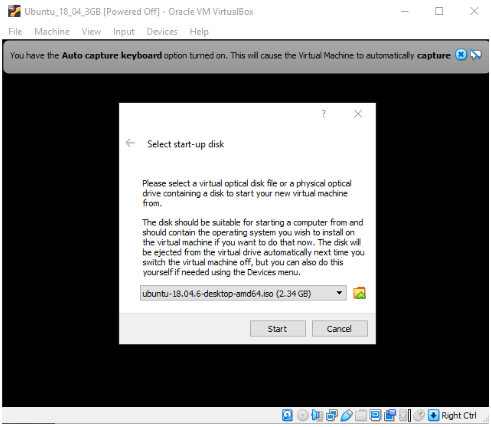 Ubuntu_18_04_3GB [Powered Off] - Oracle VM VirtualBox
File Machine View Input Devices Help
You have the Auto capture keyboard option turned on. This will cause the Virtual Machine to automatically capture
?
Select start-up disk
Please select a virtual optical disk file or a physical optical
drive containing a disk to start your new virtual machine
from.
The disk should be suitable for starting a computer from and
should contain the operating system you wish to install on
the virtual machine if you want to do that now. The disk will
be ejected from the virtual drive automatically next time you
switch the virtual machine off, but you can also do this
yourself if needed using the Devices menu.
ubuntu-18.04.6-desktop-amd64.iso (2.34 GB)
Start Cancel
Right Ctrl